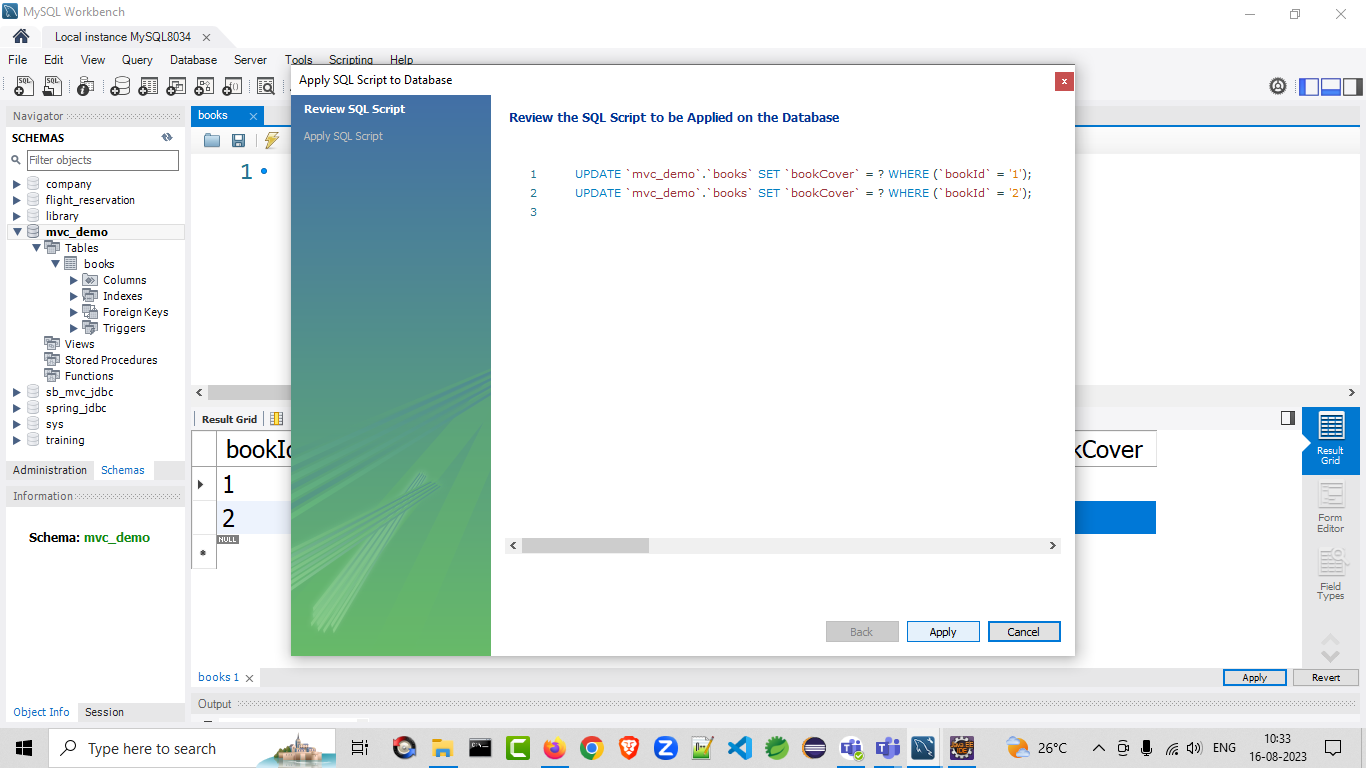 MySQL Workbench
Local instance MySQL8034
File Edit View Query Database Server Tools Scripting Help
Apply SQL Script to Database
Navigator
SCHEMAS
Filter objects
company
flight_reservation
library
mvc_demo
Tables
books
Columns
Indexes
Foreign Keys
Triggers
Views
Stored Procedures
Functions
sb_mvc_jdbc
spring_jdbc
sys
training
Administration Schemas
Information
Schema: mvc_demo
Object Info Session
books
1
Review SQL Script
Apply SQL Script
Review the SQL Script to be Applied on the Database
1 UPDATE `mvc_demo`.`books` SET `bookCover` = ? WHERE (`bookId` = '1');
2 UPDATE `mvc_demo`.`books` SET `bookCover` = ? WHERE (`bookId` = '2');
3
Back Apply Cancel
Result Grid
bookId
kCover
1
2
NULL
Result
Grid
Form
Editor
Field
Types
books 1
Apply Revert
Output
Type here to search
26°C
ENG
10:33
16-08-2023